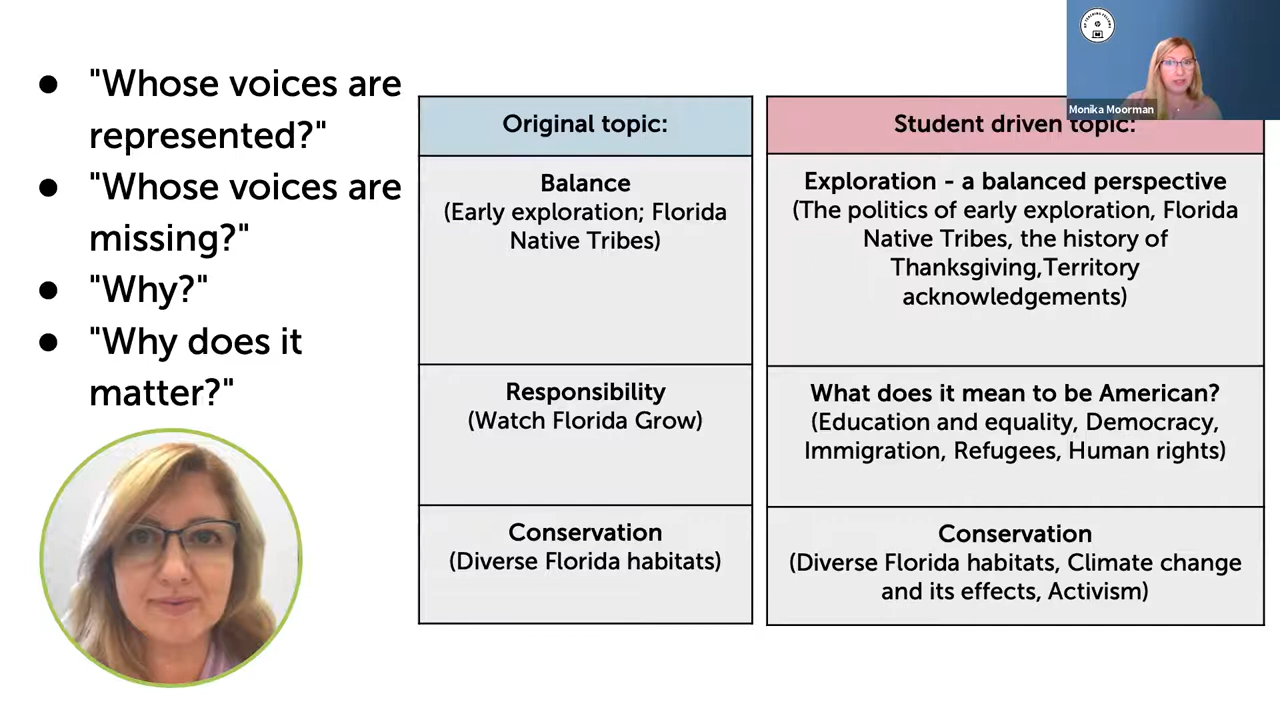 ● "Whose voices are
represented?"
● "Whose voices are
missing?"
● "Why?"
● "Why does it
matter?"
Original topic:
Balance
(Early exploration; Florida
Native Tribes)
Responsibility
(Watch Florida Grow)
Conservation
(Diverse Florida habitats)
Student driven topic:
Exploration - a balanced perspective
(The politics of early exploration, Florida
Native Tribes, the history of
Thanksgiving,Territory
acknowledgements)
What does it mean to be American?
(Education and equality, Democracy,
Immigration, Refugees, Human rights)
Conservation
(Diverse Florida habitats, Climate change
and its effects, Activism)
Monika Moorman